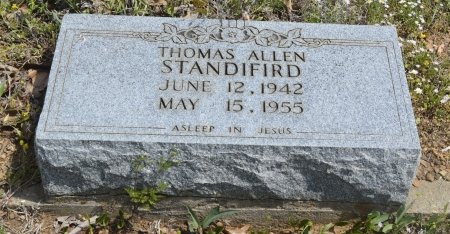 THOMAS ALLEN
STANDIFIRD
JUNE 12, 1942
MAY 15, 1955
ASLEEP IN JESUS